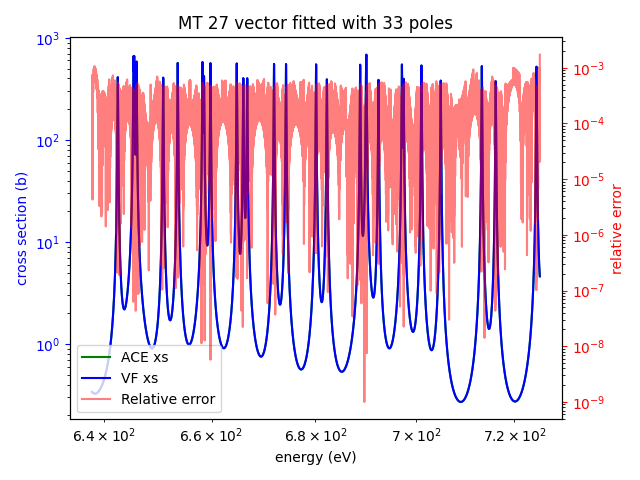 MT 27 vector fitted with 33 poles
10³
10²
10¹
10⁰
cross section (b)
10⁻³
10⁻⁴
10⁻⁵
10⁻⁶
10⁻⁷
10⁻⁸
10⁻⁹
relative error
ACE xs
VF xs
Relative error
6.4 × 10² 6.6 × 10² 6.8 × 10² 7 × 10² 7.2 × 10²
energy (eV)